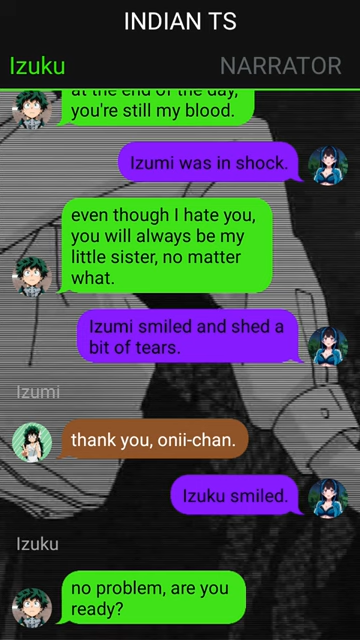 INDIAN TS
Izuku NARRATOR
at the end of the day,
you're still my blood.
Izumi was in shock.
even though I hate you,
you will always be my
little sister, no matter
what.
Izumi smiled and shed a
bit of tears.
Izumi
thank you, onii-chan.
Izuku smiled.
Izuku
no problem, are you
ready?